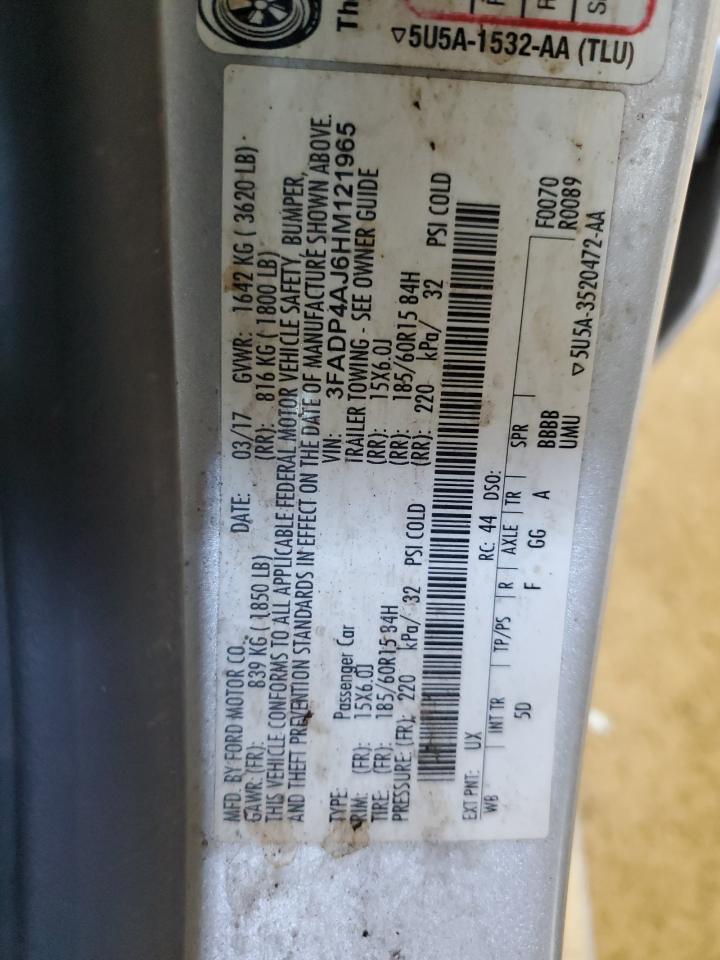 Th
▽5U5A-1532-AA (TLU)
MFD. BY FORD MOTOR CO. DATE: 03/17 GVWR: 1642 KG ( 3620 LB)
GAWR: (FR): 839 KG ( 1850 LB) (RR): 816 KG ( 1800 LB)
THIS VEHICLE CONFORMS TO ALL APPLICABLE FEDERAL MOTOR VEHICLE SAFETY, BUMPER,
AND THEFT PREVENTION STANDARDS IN EFFECT ON THE DATE OF MANUFACTURE SHOWN ABOVE.
VIN: 3FADP4AJ6HM121965
TYPE: Passenger Car TRAILER TOWING - SEE OWNER GUIDE
RIM: (FR): 15X6.0J (RR): 15X6.0J
TIRE: (FR): 185/60R15 84H (RR): 185/60R15 84H
PRESSURE: (FR): 220 kPa/ 32 PSI COLD (RR): 220 kPa/ 32 PSI COLD
EXT PNT: UX RC: 44 DSO: F0070
WB INT TR TP/PS R AXLE TR SPR R0089
5D F GG A BBBB
UMU
▽5U5A-3520472-AA